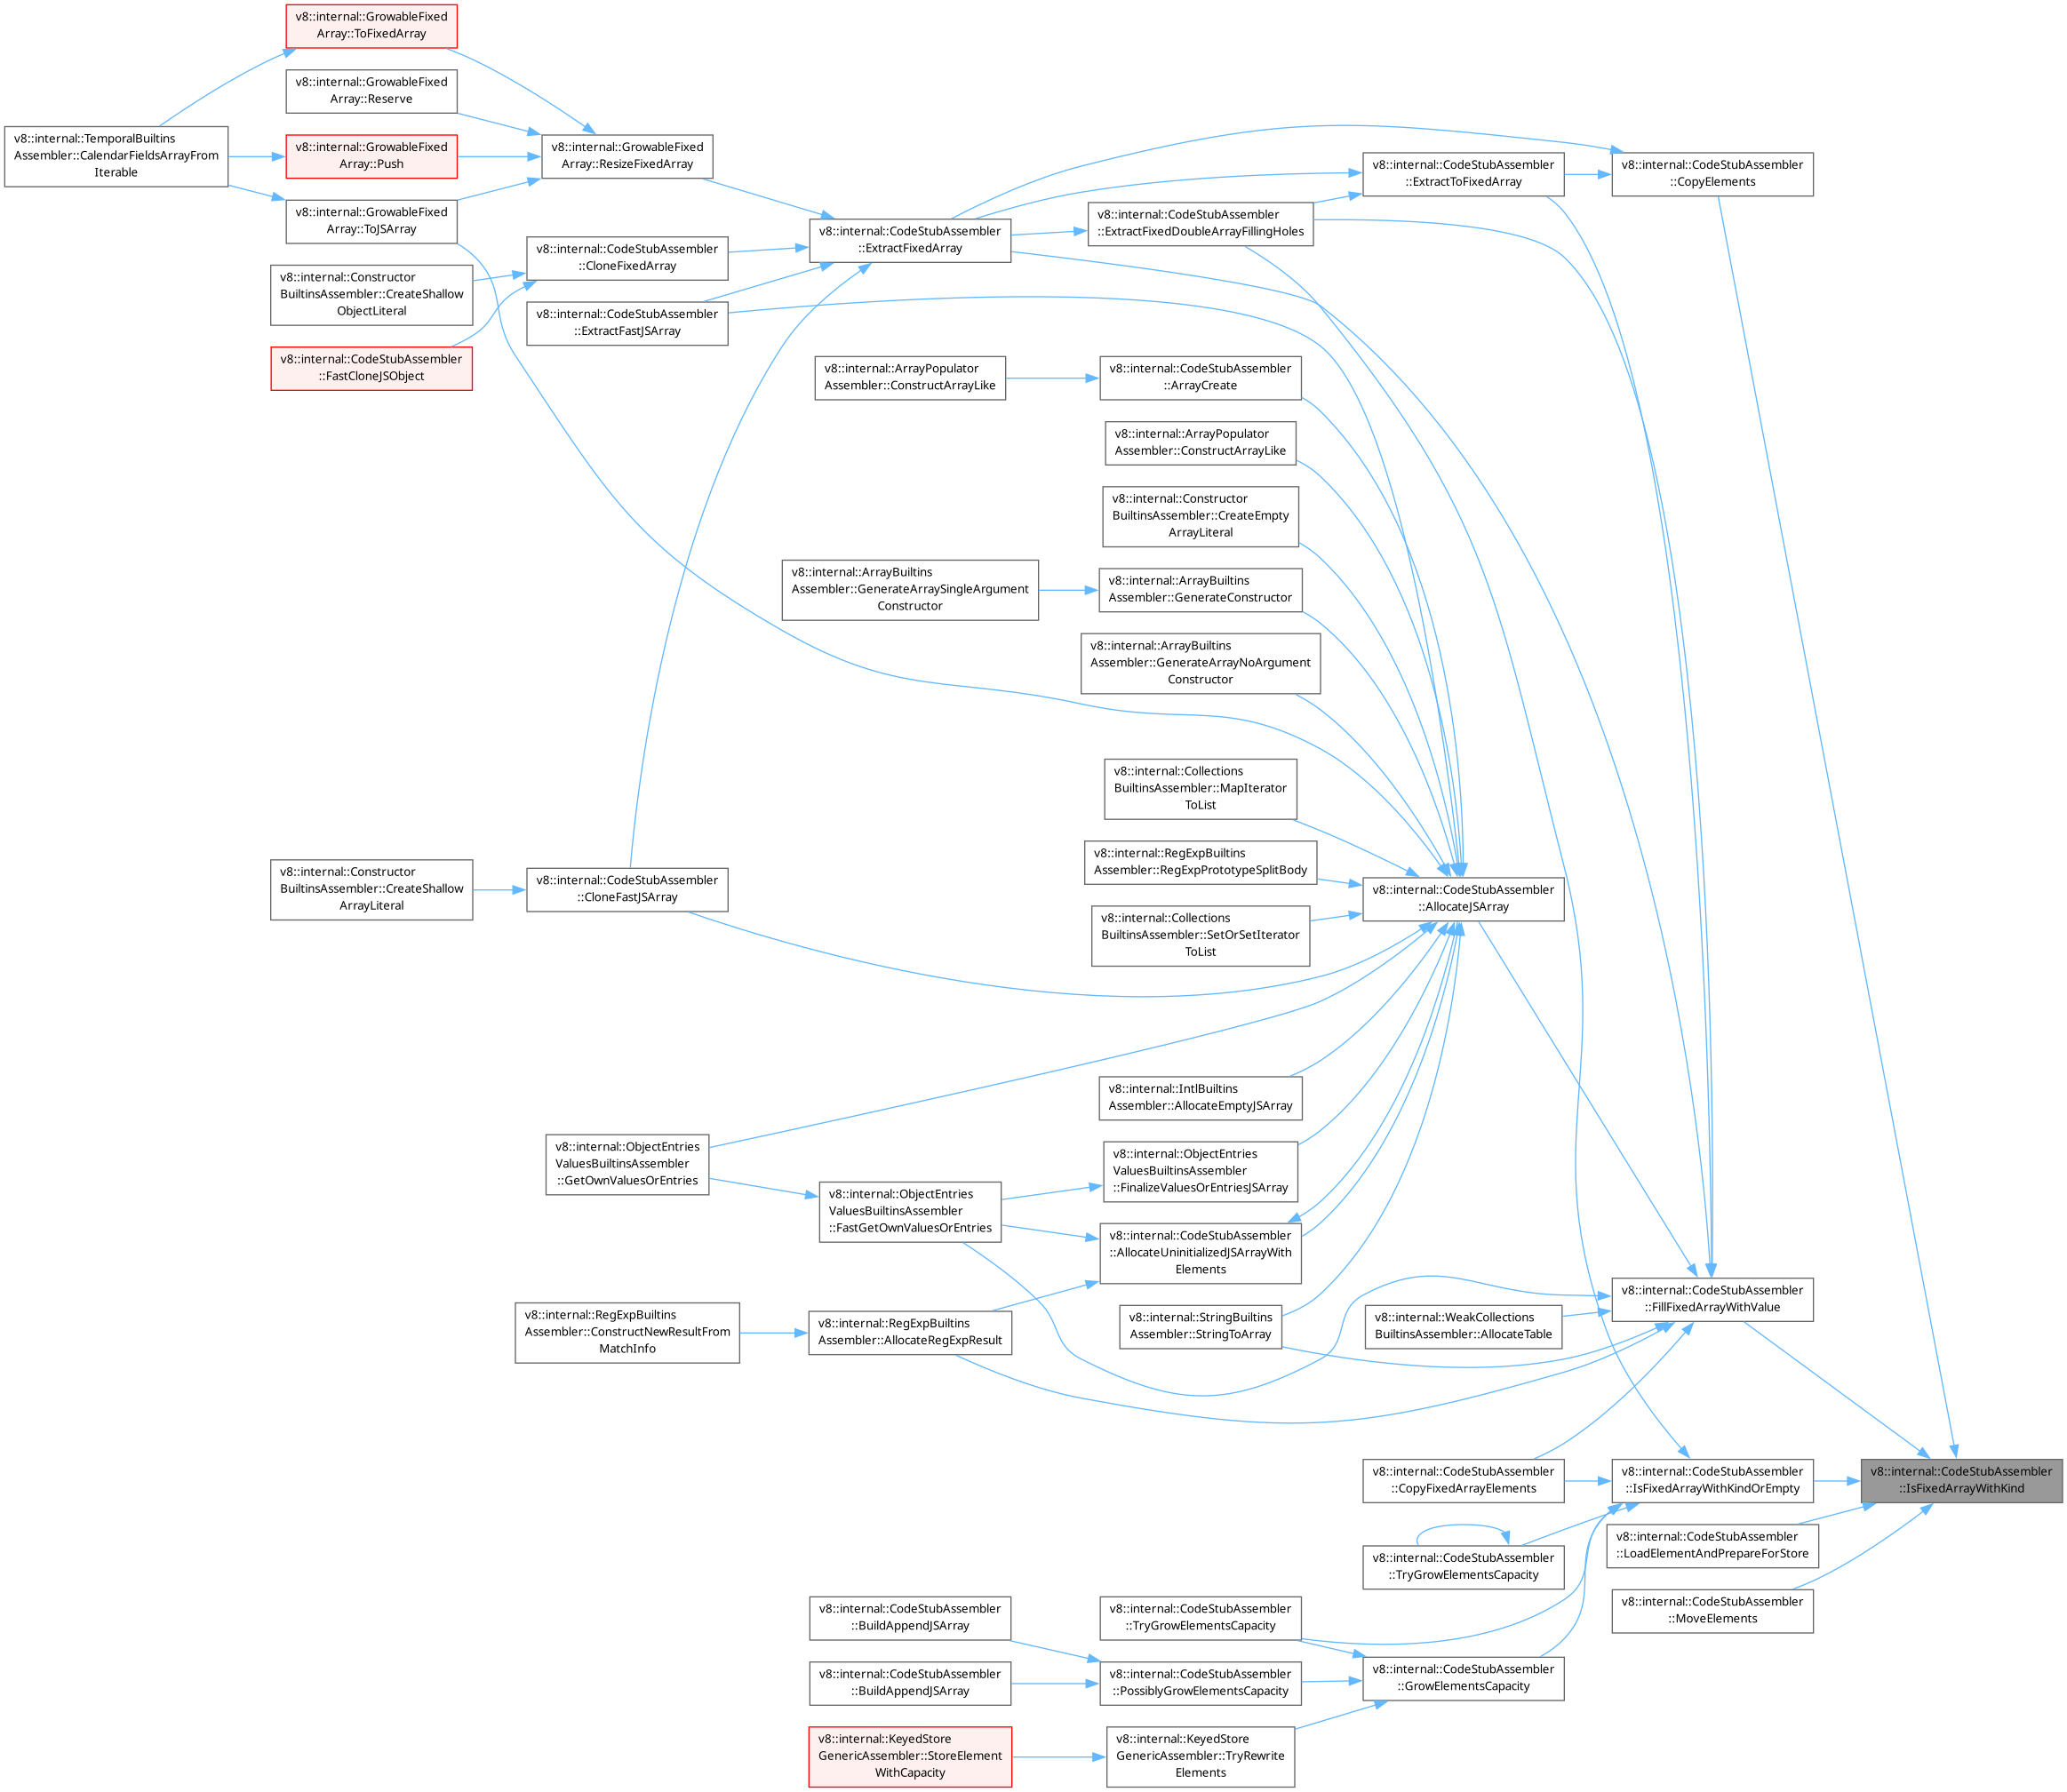 v8::internal::GrowableFixed
Array::ToFixedArray
v8::internal::GrowableFixed
Array::Reserve
v8::internal::TemporalBuiltins
Assembler::CalendarFieldsArrayFrom
Iterable
v8::internal::GrowableFixed
Array::Push
v8::internal::GrowableFixed
Array::ResizeFixedArray
v8::internal::CodeStubAssembler
::ExtractToFixedArray
v8::internal::CodeStubAssembler
::CopyElements
v8::internal::GrowableFixed
Array::ToJSArray
v8::internal::CodeStubAssembler
::ExtractFixedArray
v8::internal::CodeStubAssembler
::ExtractFixedDoubleArrayFillingHoles
v8::internal::CodeStubAssembler
::CloneFixedArray
v8::internal::Constructor
BuiltinsAssembler::CreateShallow
ObjectLiteral
v8::internal::CodeStubAssembler
::ExtractFastJSArray
v8::internal::CodeStubAssembler
::FastCloneJSObject
v8::internal::ArrayPopulator
Assembler::ConstructArrayLike
v8::internal::CodeStubAssembler
::ArrayCreate
v8::internal::ArrayPopulator
Assembler::ConstructArrayLike
v8::internal::Constructor
BuiltinsAssembler::CreateEmpty
ArrayLiteral
v8::internal::ArrayBuiltins
Assembler::GenerateArraySingleArgument
Constructor
v8::internal::ArrayBuiltins
Assembler::GenerateConstructor
v8::internal::ArrayBuiltins
Assembler::GenerateArrayNoArgument
Constructor
v8::internal::Collections
BuiltinsAssembler::MapIterator
ToList
v8::internal::RegExpBuiltins
Assembler::RegExpPrototypeSplitBody
v8::internal::Constructor
BuiltinsAssembler::CreateShallow
ArrayLiteral
v8::internal::CodeStubAssembler
::CloneFastJSArray
v8::internal::CodeStubAssembler
::AllocateJSArray
v8::internal::Collections
BuiltinsAssembler::SetOrSetIterator
ToList
v8::internal::IntlBuiltins
Assembler::AllocateEmptyJSArray
v8::internal::ObjectEntries
ValuesBuiltinsAssembler
::GetOwnValuesOrEntries
v8::internal::ObjectEntries
ValuesBuiltinsAssembler
::FinalizeValuesOrEntriesJSArray
v8::internal::ObjectEntries
ValuesBuiltinsAssembler
::FastGetOwnValuesOrEntries
v8::internal::CodeStubAssembler
::AllocateUninitializedJSArrayWith
Elements
v8::internal::CodeStubAssembler
::FillFixedArrayWithValue
v8::internal::RegExpBuiltins
Assembler::ConstructNewResultFrom
MatchInfo
v8::internal::RegExpBuiltins
Assembler::AllocateRegExpResult
v8::internal::StringBuiltins
Assembler::StringToArray
v8::internal::WeakCollections
BuiltinsAssembler::AllocateTable
v8::internal::CodeStubAssembler
::CopyFixedArrayElements
v8::internal::CodeStubAssembler
::IsFixedArrayWithKindOrEmpty
v8::internal::CodeStubAssembler
::IsFixedArrayWithKind
v8::internal::CodeStubAssembler
::TryGrowElementsCapacity
v8::internal::CodeStubAssembler
::LoadElementAndPrepareForStore
v8::internal::CodeStubAssembler
::BuildAppendJSArray
v8::internal::CodeStubAssembler
::TryGrowElementsCapacity
v8::internal::CodeStubAssembler
::MoveElements
v8::internal::CodeStubAssembler
::BuildAppendJSArray
v8::internal::CodeStubAssembler
::PossiblyGrowElementsCapacity
v8::internal::CodeStubAssembler
::GrowElementsCapacity
v8::internal::KeyedStore
GenericAssembler::StoreElement
WithCapacity
v8::internal::KeyedStore
GenericAssembler::TryRewrite
Elements